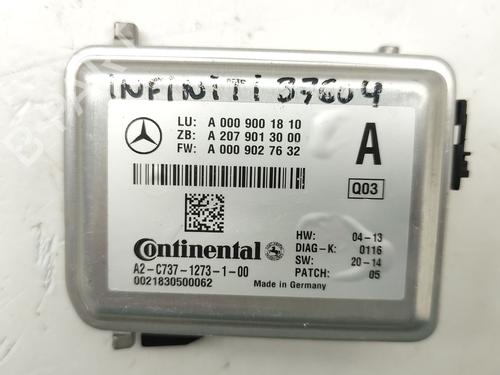 INFINITI 33604
LU: A 000 900 18 10
ZB: A 207 901 30 00
FW: A 000 902 76 32
A
Q03
Continental
HW: 04-13
DIAG-K: 0116
SW: 20-14
PATCH: 05
A2-C737-1273-1-00
0021830500062
Made in Germany